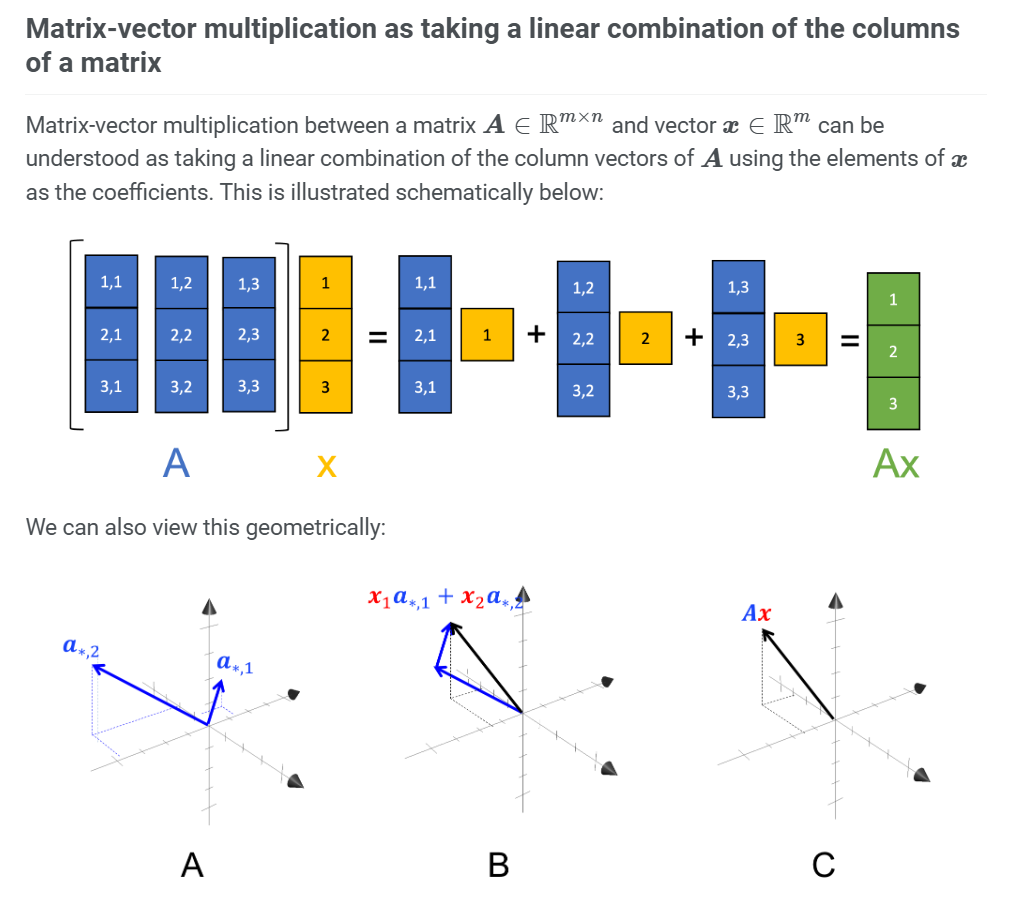 Matrix-vector multiplication as taking a linear combination of the columns
of a matrix
Matrix-vector multiplication between a matrix A ∈ ℝ^{m×n} and vector x ∈ ℝ^m can be
understood as taking a linear combination of the column vectors of A using the elements of x
as the coefficients. This is illustrated schematically below:
1,1 1,2 1,3 1 1,1 1,2 1,3 1
2,1 2,2 2,3 2 = 2,1 1 + 2,2 2 + 2,3 3 = 2
3,1 3,2 3,3 3 3,1 3,2 3,3 3
A x Ax
We can also view this geometrically:
x₁a_{*,1} + x₂a_{*,2}
Ax
a_{*,2}
a_{*,1}
A B C